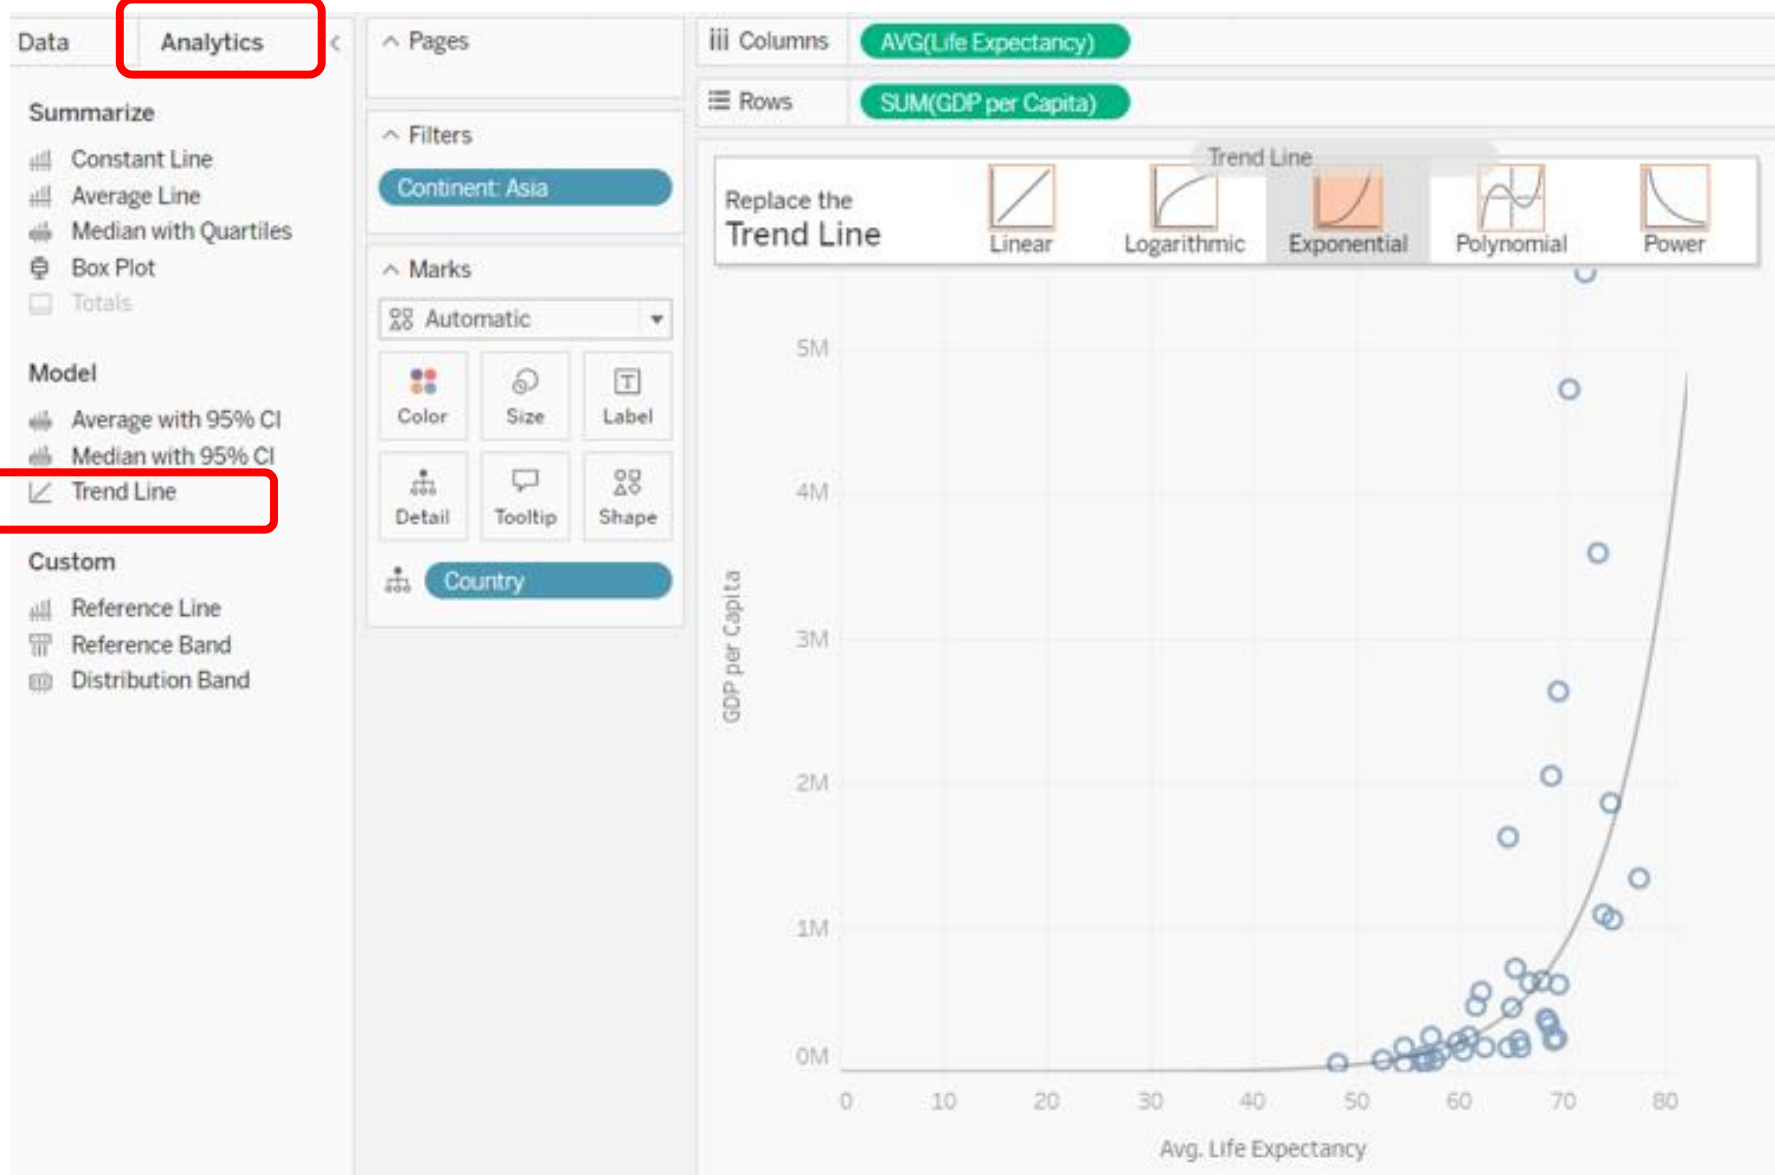 Data
Analytics
Summarize
Constant Line
Average Line
Median with Quartiles
Box Plot
Totals
Model
Average with 95% CI
Median with 95% CI
Trend Line
Custom
Reference Line
Reference Band
Distribution Band
Pages
Filters
Continent: Asia
Marks
Automatic
Color Size Label
Detail Tooltip Shape
Country
Columns AVG(Life Expectancy)
Rows SUM(GDP per Capita)
Trend Line
Replace the
Trend Line
Linear Logarithmic Exponential Polynomial Power
5M
4M
3M
2M
1M
0M
GDP per Capita
0 10 20 30 40 50 60 70 80
Avg. Life Expectancy